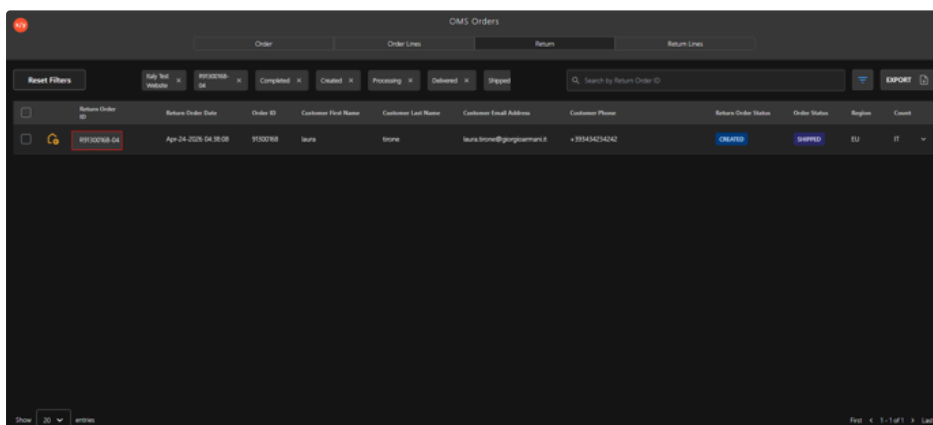 x/y
OMS Orders
Order Order Lines Return Return Lines
Reset Filters
Italy Test Website × R91300168-04 × Completed × Created × Processing × Delivered × Shipped
Search by Return Order ID
EXPORT
Return Order ID Return Order Date Order ID Customer First Name Customer Last Name Customer Email Address Customer Phone Return Order Status Order Status Region Count
R91300168-04 Apr-24-2026 04:38:08 91300168 laura tirone laura.tirone@giorgioarmani.it +393434234242 CREATED SHIPPED EU IT
Show 20 entries
First < 1 - 1 of 1 > Last